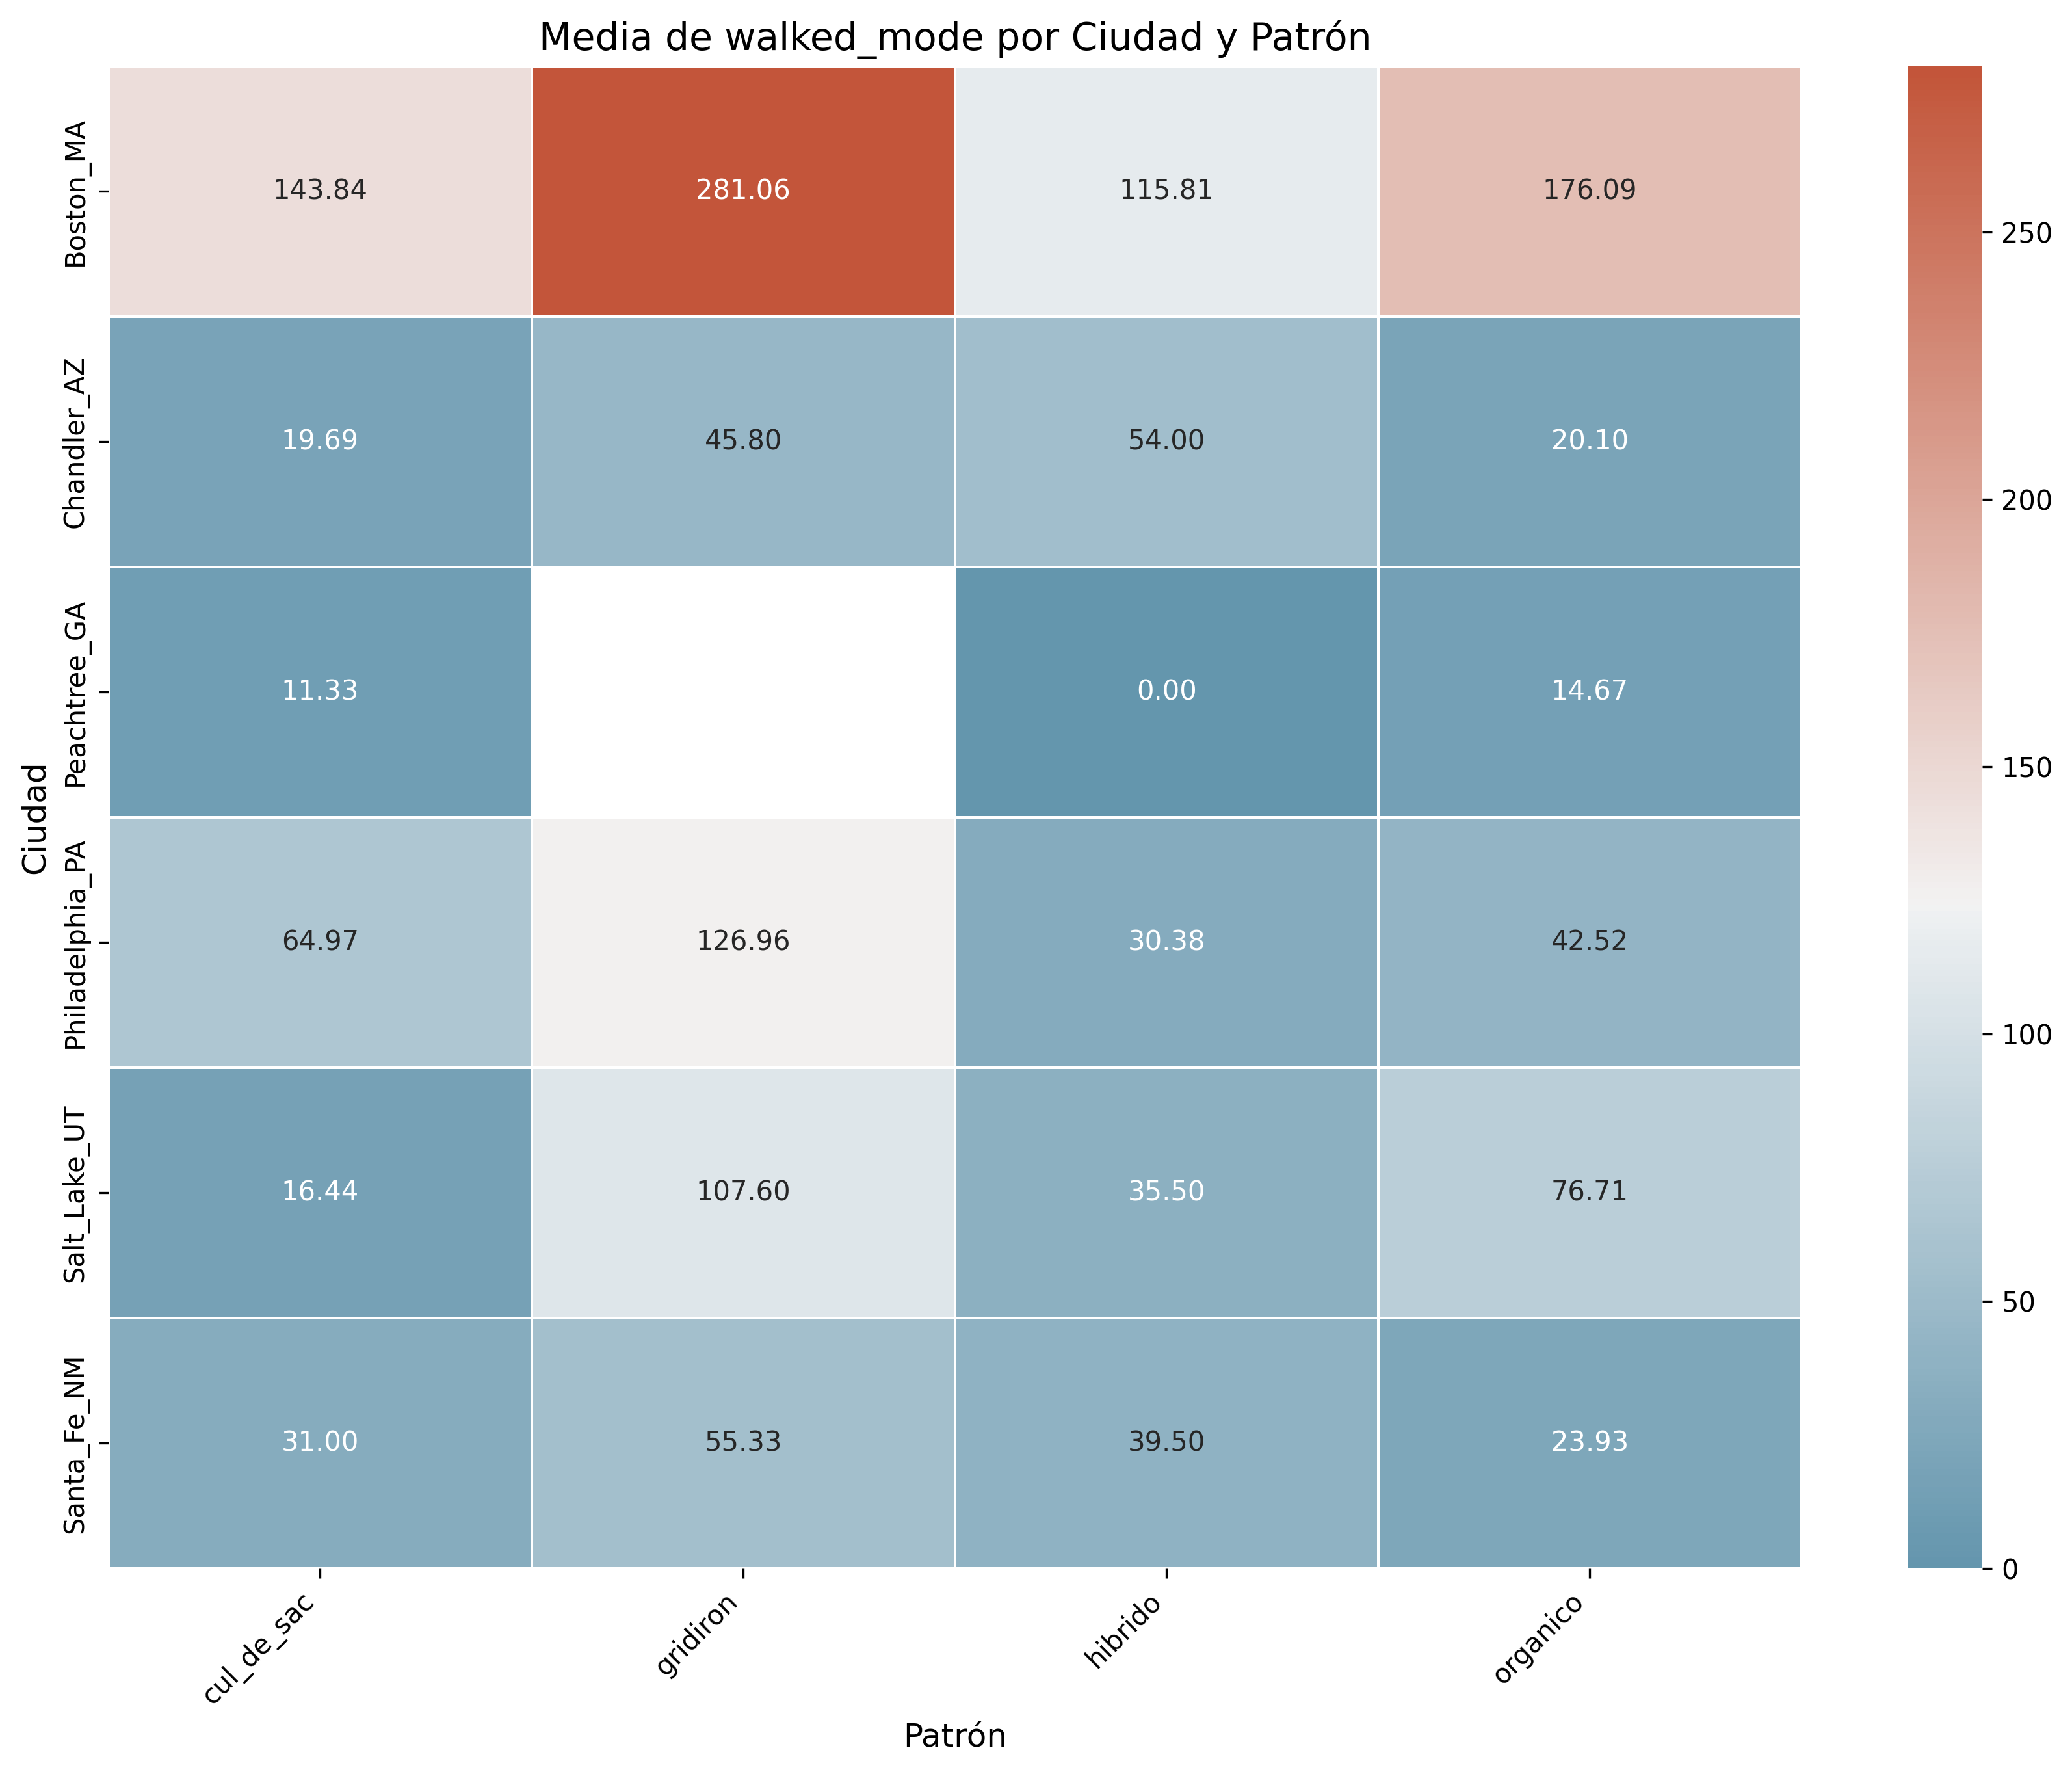 Media de walked_mode por Ciudad y Patrón
Ciudad
Boston_MA
143.84 281.06 115.81 176.09
Chandler_AZ
19.69 45.80 54.00 20.10
Peachtree_GA
11.33 0.00 14.67
Philadelphia_PA
64.97 126.96 30.38 42.52
Salt_Lake_UT
16.44 107.60 35.50 76.71
Santa_Fe_NM
31.00 55.33 39.50 23.93
cul_de_sac gridiron hibrido organico
Patrón
250
200
150
100
50
0